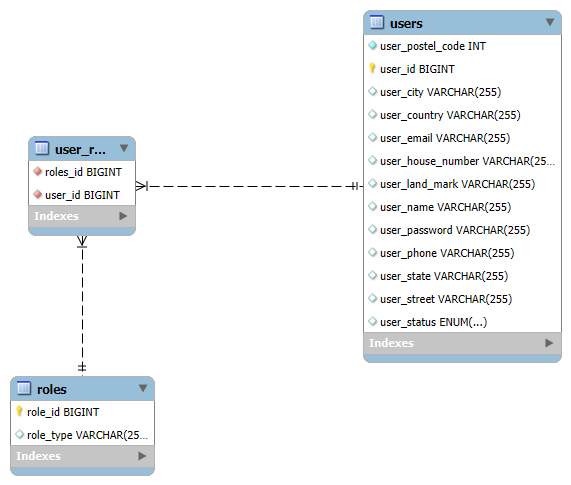 users
user_postel_code INT
user_id BIGINT
user_city VARCHAR(255)
user_country VARCHAR(255)
user_email VARCHAR(255)
user_house_number VARCHAR(25...
user_land_mark VARCHAR(255)
user_name VARCHAR(255)
user_password VARCHAR(255)
user_phone VARCHAR(255)
user_state VARCHAR(255)
user_street VARCHAR(255)
user_status ENUM(...)
Indexes
user_r...
roles_id BIGINT
user_id BIGINT
Indexes
roles
role_id BIGINT
role_type VARCHAR(25...
Indexes